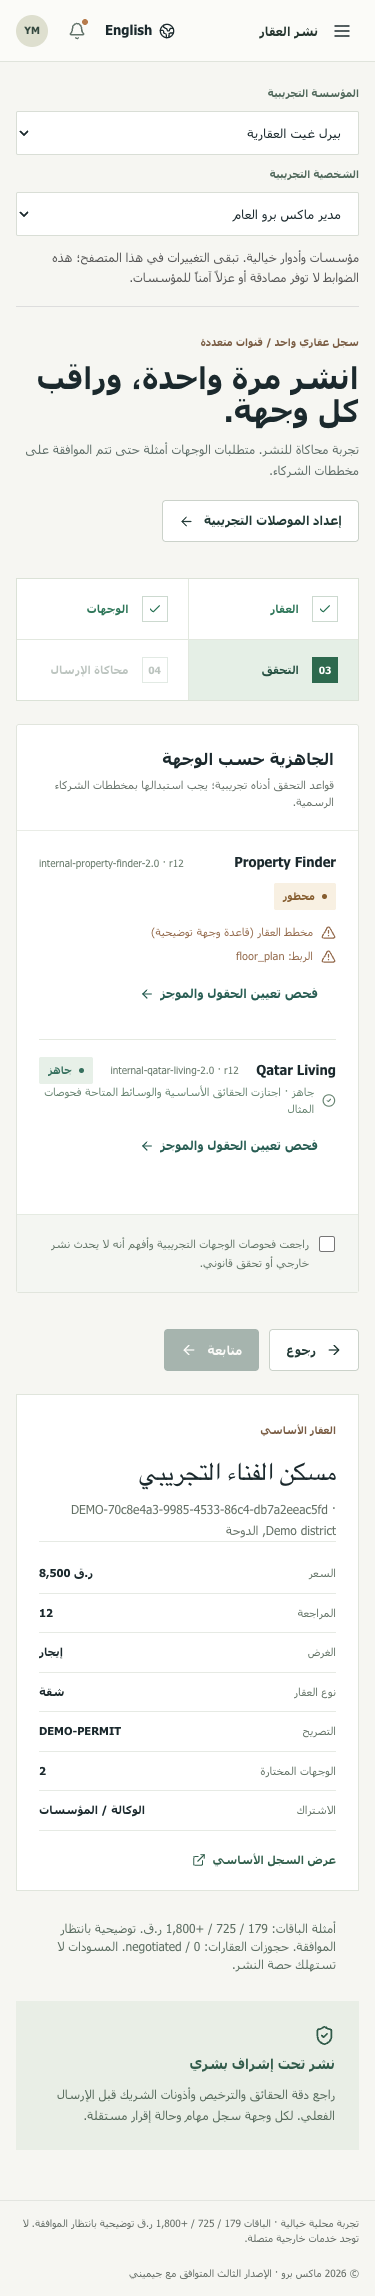 نشر العقار
English
YM
المؤسسة التجريبية
بيرل غيت العقارية
الشخصية التجريبية
مدير ماكس برو العام
مؤسسات وأدوار خيالية. تبقى التغييرات في هذا المتصفح؛ هذه
الضوابط لا توفر مصادقة أو عزلاً آمناً للمؤسسات.
سجل عقاري واحد / قنوات متعددة
انشر مرة واحدة، وراقب
كل وجهة.
تجربة محاكاة للنشر. متطلبات الوجهات أمثلة حتى تتم الموافقة على
مخططات الشركاء.
إعداد الموصلات التجريبية
العقار
الوجهات
03 التحقق
04 محاكاة الإرسال
الجاهزية حسب الوجهة
قواعد التحقق أدناه تجريبية؛ يجب استبدالها بمخططات الشركاء
الرسمية.
Property Finder
internal-property-finder-2.0 · r12
محظور
مخطط العقار (قاعدة وجهة توضيحية)
الربط: floor_plan
فحص تعيين الحقول والموجز
Qatar Living
internal-qatar-living-2.0 · r12
جاهز
جاهز · اجتازت الحقائق الأساسية والوسائط المتاحة فحوصات
المثال
فحص تعيين الحقول والموجز
راجعت فحوصات الوجهات التجريبية وأفهم أنه لا يحدث نشر
خارجي أو تحقق قانوني.
رجوع
متابعة
العقار الأساسي
مسكن الفناء التجريبي
DEMO-70c8e4a3-9985-4533-86c4-db7a2eeac5fd ·
Demo district, الدوحة
السعر
8,500 ر.ق
المراجعة
12
الغرض
إيجار
نوع العقار
شقة
التصريح
DEMO-PERMIT
الوجهات المختارة
2
الاشتراك
الوكالة / المؤسسات
عرض السجل الأساسي
أمثلة الباقات: 179 / 725 / +1,800 ر.ق. توضيحية بانتظار
الموافقة. حجوزات العقارات: 0 / negotiated. المسودات لا
تستهلك حصة النشر.
نشر تحت إشراف بشري
راجع دقة الحقائق والترخيص وأذونات الشريك قبل الإرسال
الفعلي. لكل وجهة سجل مهام وحالة إقرار مستقلة.
تجربة محلية خيالية · الباقات 179 / 725 / +1,800 ر.ق توضيحية بانتظار الموافقة. لا
توجد خدمات خارجية متصلة.
© 2026 ماكس برو · الإصدار الثالث المتوافق مع جيميني